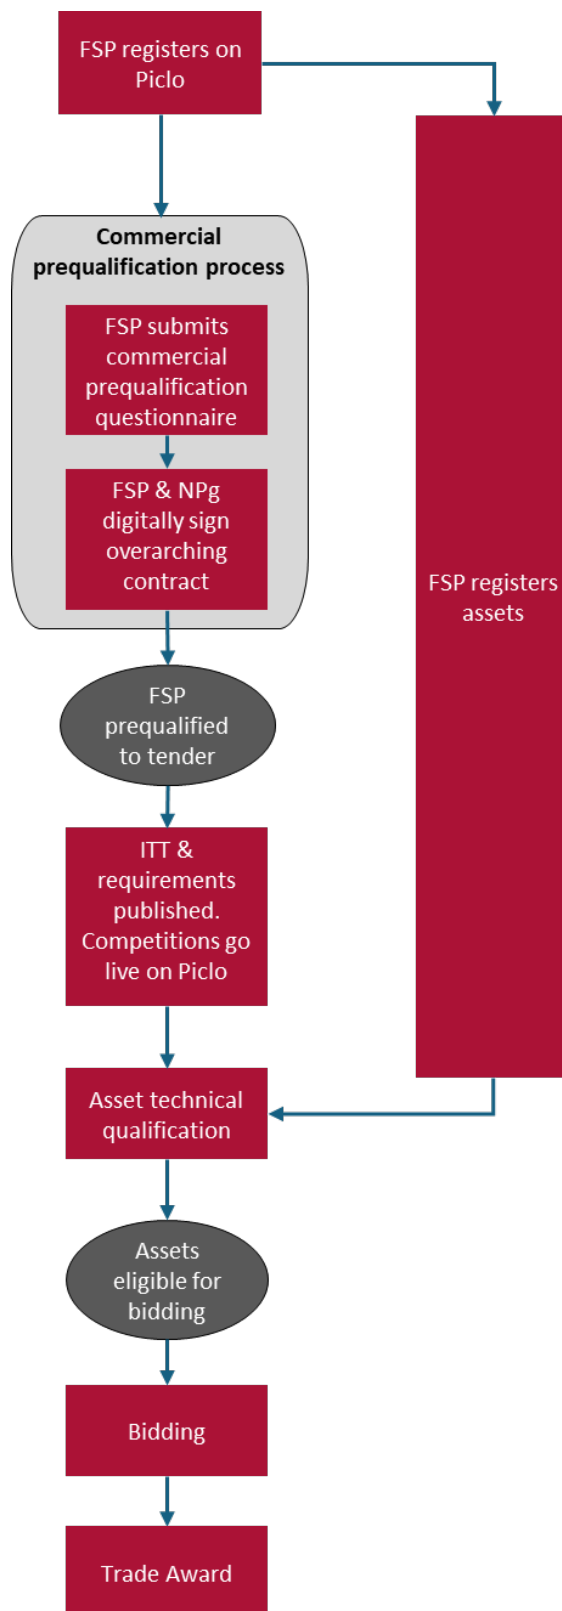 FSP registers on
Piclo
Commercial
prequalification process
FSP submits
commercial
prequalification
questionnaire
FSP & NPg
digitally sign
overarching
contract
FSP registers
assets
FSP
prequalified
to tender
ITT &
requirements
published.
Competitions go
live on Piclo
Asset technical
qualification
Assets
eligible for
bidding
Bidding
Trade Award